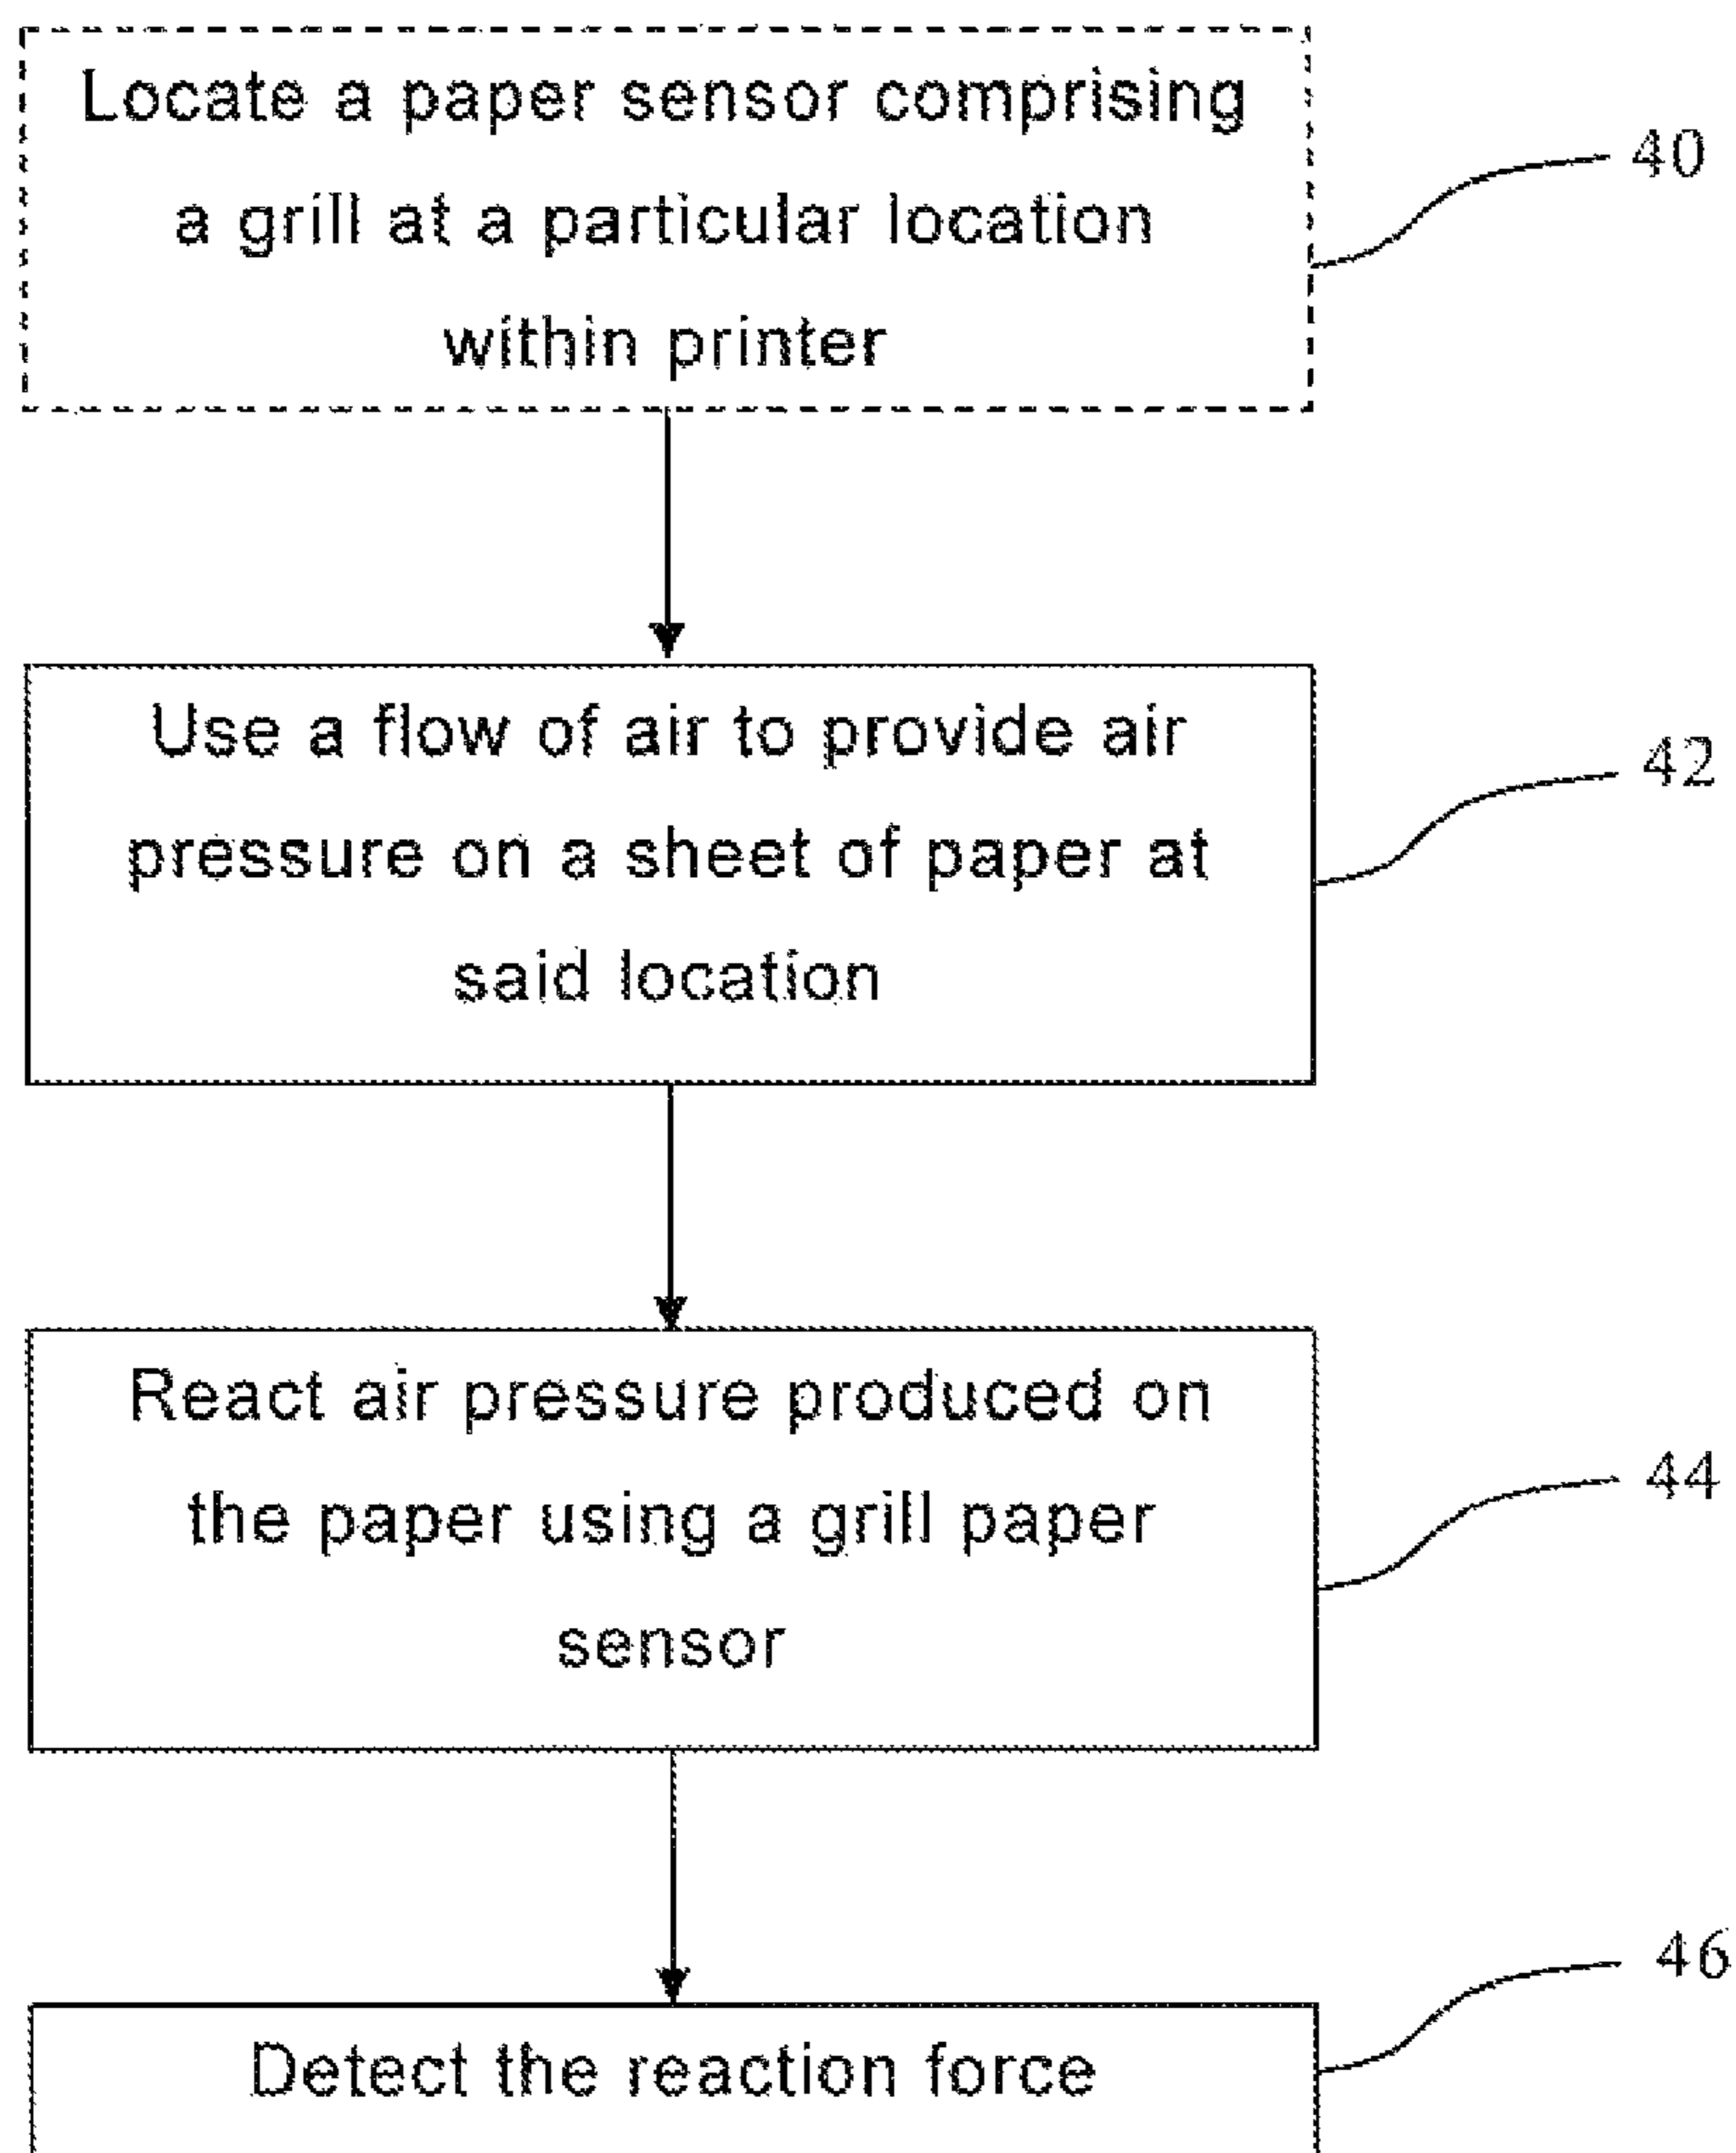 Locate a paper sensor comprising
a grill at a particular location
within printer
40
Use a flow of air to provide air
pressure on a sheet of paper at
said location
42
React air pressure produced on
the paper using a grill paper
sensor
44
Detect the reaction force
46